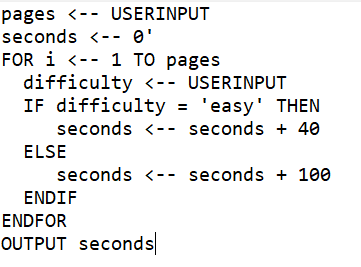 pages <-- USERINPUT
seconds <-- 0'
FOR i <-- 1 TO pages
  difficulty <-- USERINPUT
  IF difficulty = 'easy' THEN
     seconds <-- seconds + 40
  ELSE
     seconds <-- seconds + 100
  ENDIF
ENDFOR
OUTPUT seconds